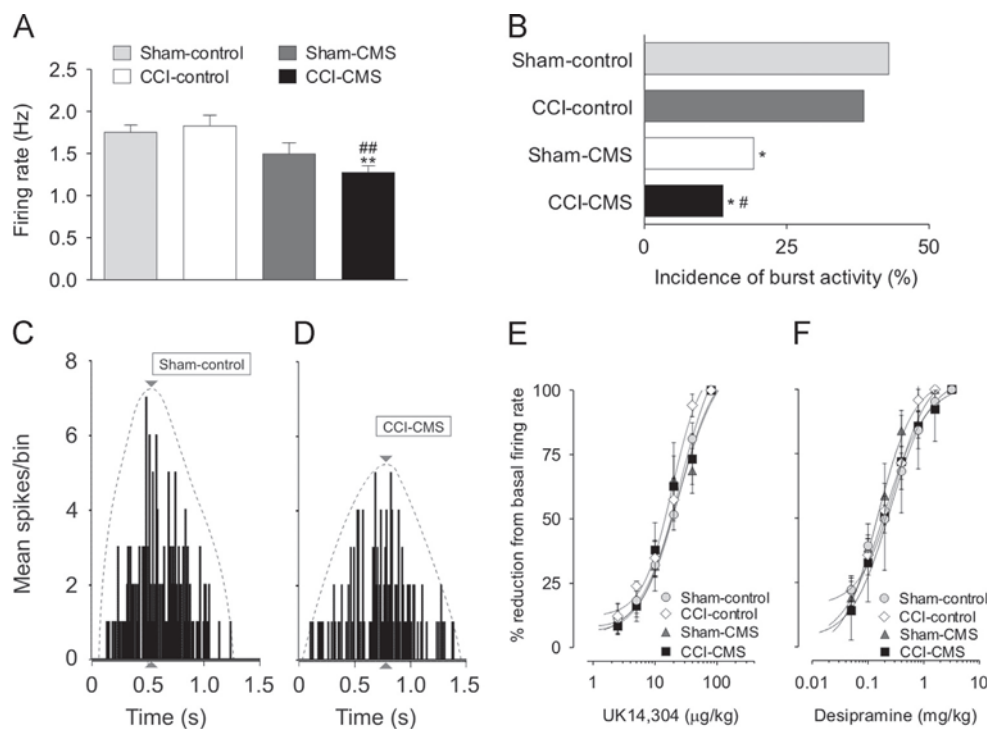 A
Sham-control
Sham-CMS
CCI-control
CCI-CMS
2.5
2.0
1.5
1.0
0.5
0.0
Firing rate (Hz)
##
**
B
Sham-control
CCI-control
Sham-CMS
CCI-CMS
*
* #
0
25
50
Incidence of burst activity (%)
C
Sham-control
8
6
4
2
0
Mean spikes/bin
0
0.5
1.0
1.5
Time (s)
D
CCI-CMS
0
0.5
1.0
1.5
Time (s)
E
100
75
50
25
0
% reduction from basal firing rate
Sham-control
CCI-control
Sham-CMS
CCI-CMS
1
10
100
UK14,304 (μg/kg)
F
Sham-control
CCI-control
Sham-CMS
CCI-CMS
0.01
0.1
1
10
Desipramine (mg/kg)